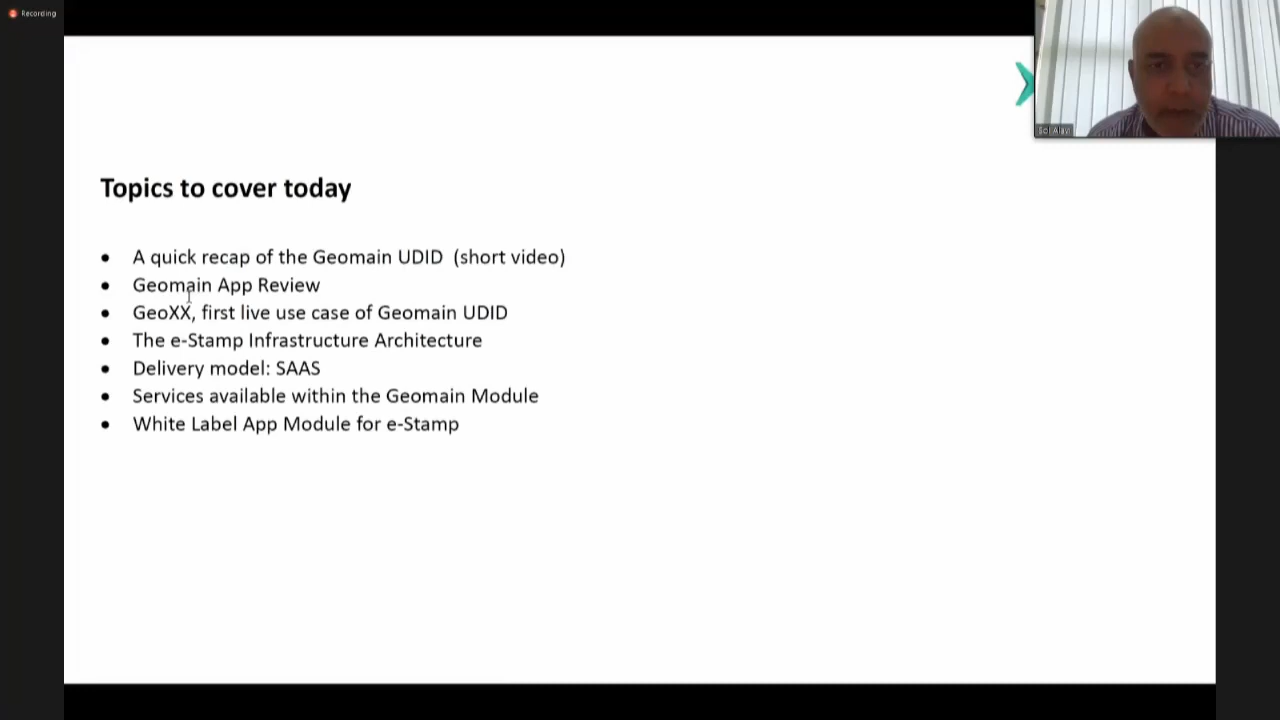 Recording
Topics to cover today
A quick recap of the Geomain UDID (short video)
Geomain App Review
GeoXX, first live use case of Geomain UDID
The e-Stamp Infrastructure Architecture
Delivery model: SAAS
Services available within the Geomain Module
White Label App Module for e-Stamp